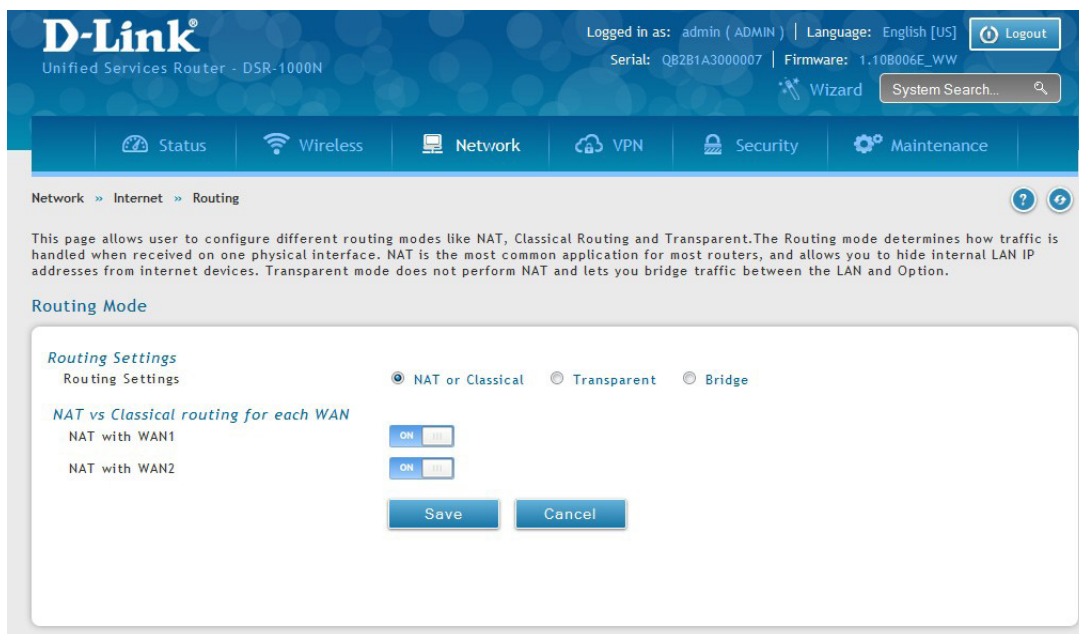 D-Link®
Unified Services Router - DSR-1000N
Logged in as: admin ( ADMIN ) | Language: English [US]
Logout
Serial: QB2B1A3000007 | Firmware: 1.10B006E_WW
Wizard
System Search...
Status
Wireless
Network
VPN
Security
Maintenance
Network » Internet » Routing
This page allows user to configure different routing modes like NAT, Classical Routing and Transparent.The Routing mode determines how traffic is
handled when received on one physical interface. NAT is the most common application for most routers, and allows you to hide internal LAN IP
addresses from internet devices. Transparent mode does not perform NAT and lets you bridge traffic between the LAN and Option.
Routing Mode
Routing Settings
Routing Settings NAT or Classical Transparent Bridge
NAT vs Classical routing for each WAN
NAT with WAN1 ON
NAT with WAN2 ON
Save Cancel